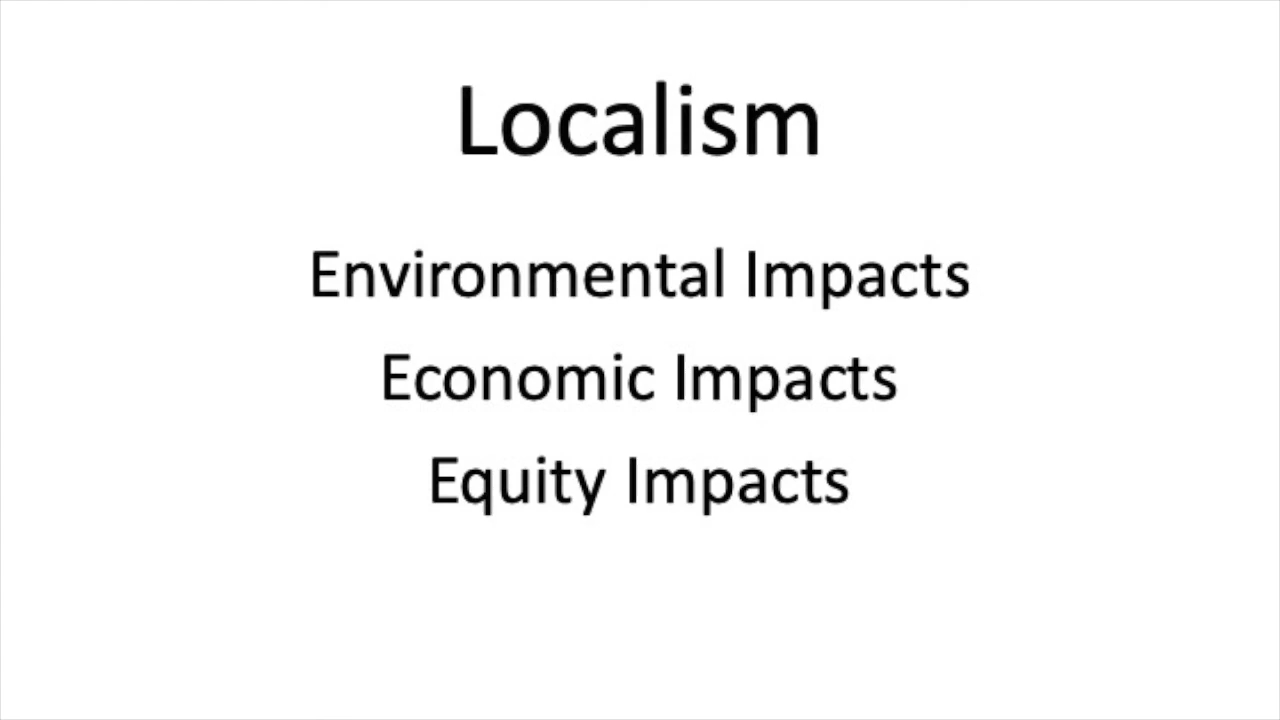 Localism
Environmental Impacts
Economic Impacts
Equity Impacts